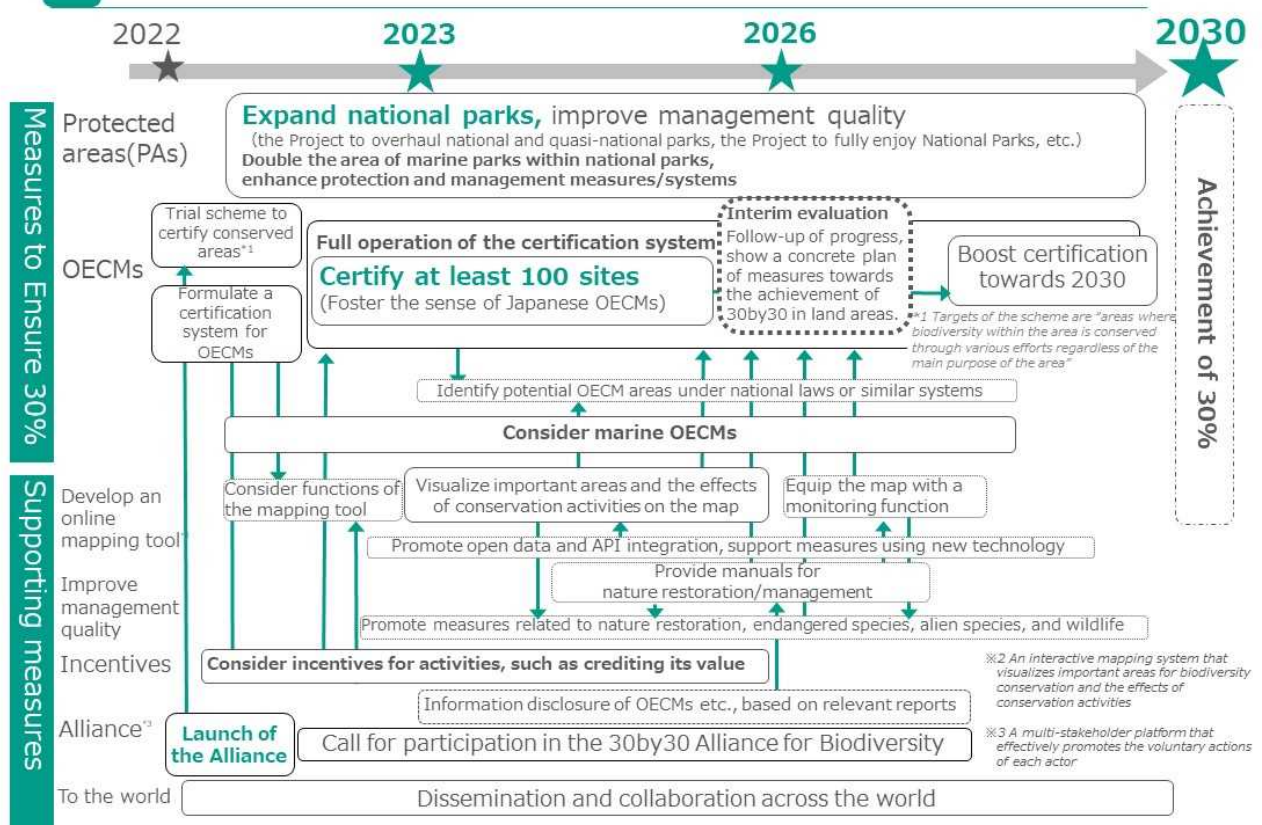 2022
2023
2026
2030
Measures to Ensure 30%
Protected
areas(PAs)
Expand national parks, improve management quality
(the Project to overhaul national and quasi-national parks, the Project to fully enjoy National Parks, etc.)
Double the area of marine parks within national parks,
enhance protection and management measures/systems
Achievement of 30%
OECMs
Trial scheme to
certify conserved
areas*1
Formulate a
certification
system for
OECMs
Full operation of the certification system
Certify at least 100 sites
(Foster the sense of Japanese OECMs)
Interim evaluation
Follow-up of progress,
show a concrete plan
of measures towards
the achievement of
30by30 in land areas.
Boost certification
towards 2030
*1 Targets of the scheme are "areas where
biodiversity within the area is conserved
through various efforts regardless of the
main purpose of the area"
Identify potential OECM areas under national laws or similar systems
Consider marine OECMs
Supporting measures
Develop an
online
mapping tool
Consider functions of
the mapping tool
Visualize important areas and the effects
of conservation activities on the map
Equip the map with a
monitoring function
Promote open data and API integration, support measures using new technology
Improve
management
quality
Provide manuals for
nature restoration/management
Promote measures related to nature restoration, endangered species, alien species, and wildlife
Incentives
Consider incentives for activities, such as crediting its value
※2 An interactive mapping system that
visualizes important areas for biodiversity
conservation and the effects of
conservation activities
Information disclosure of OECMs etc., based on relevant reports
Alliance*3
Launch of
the Alliance
Call for participation in the 30by30 Alliance for Biodiversity
※3 A multi-stakeholder platform that
effectively promotes the voluntary actions
of each actor
To the world
Dissemination and collaboration across the world